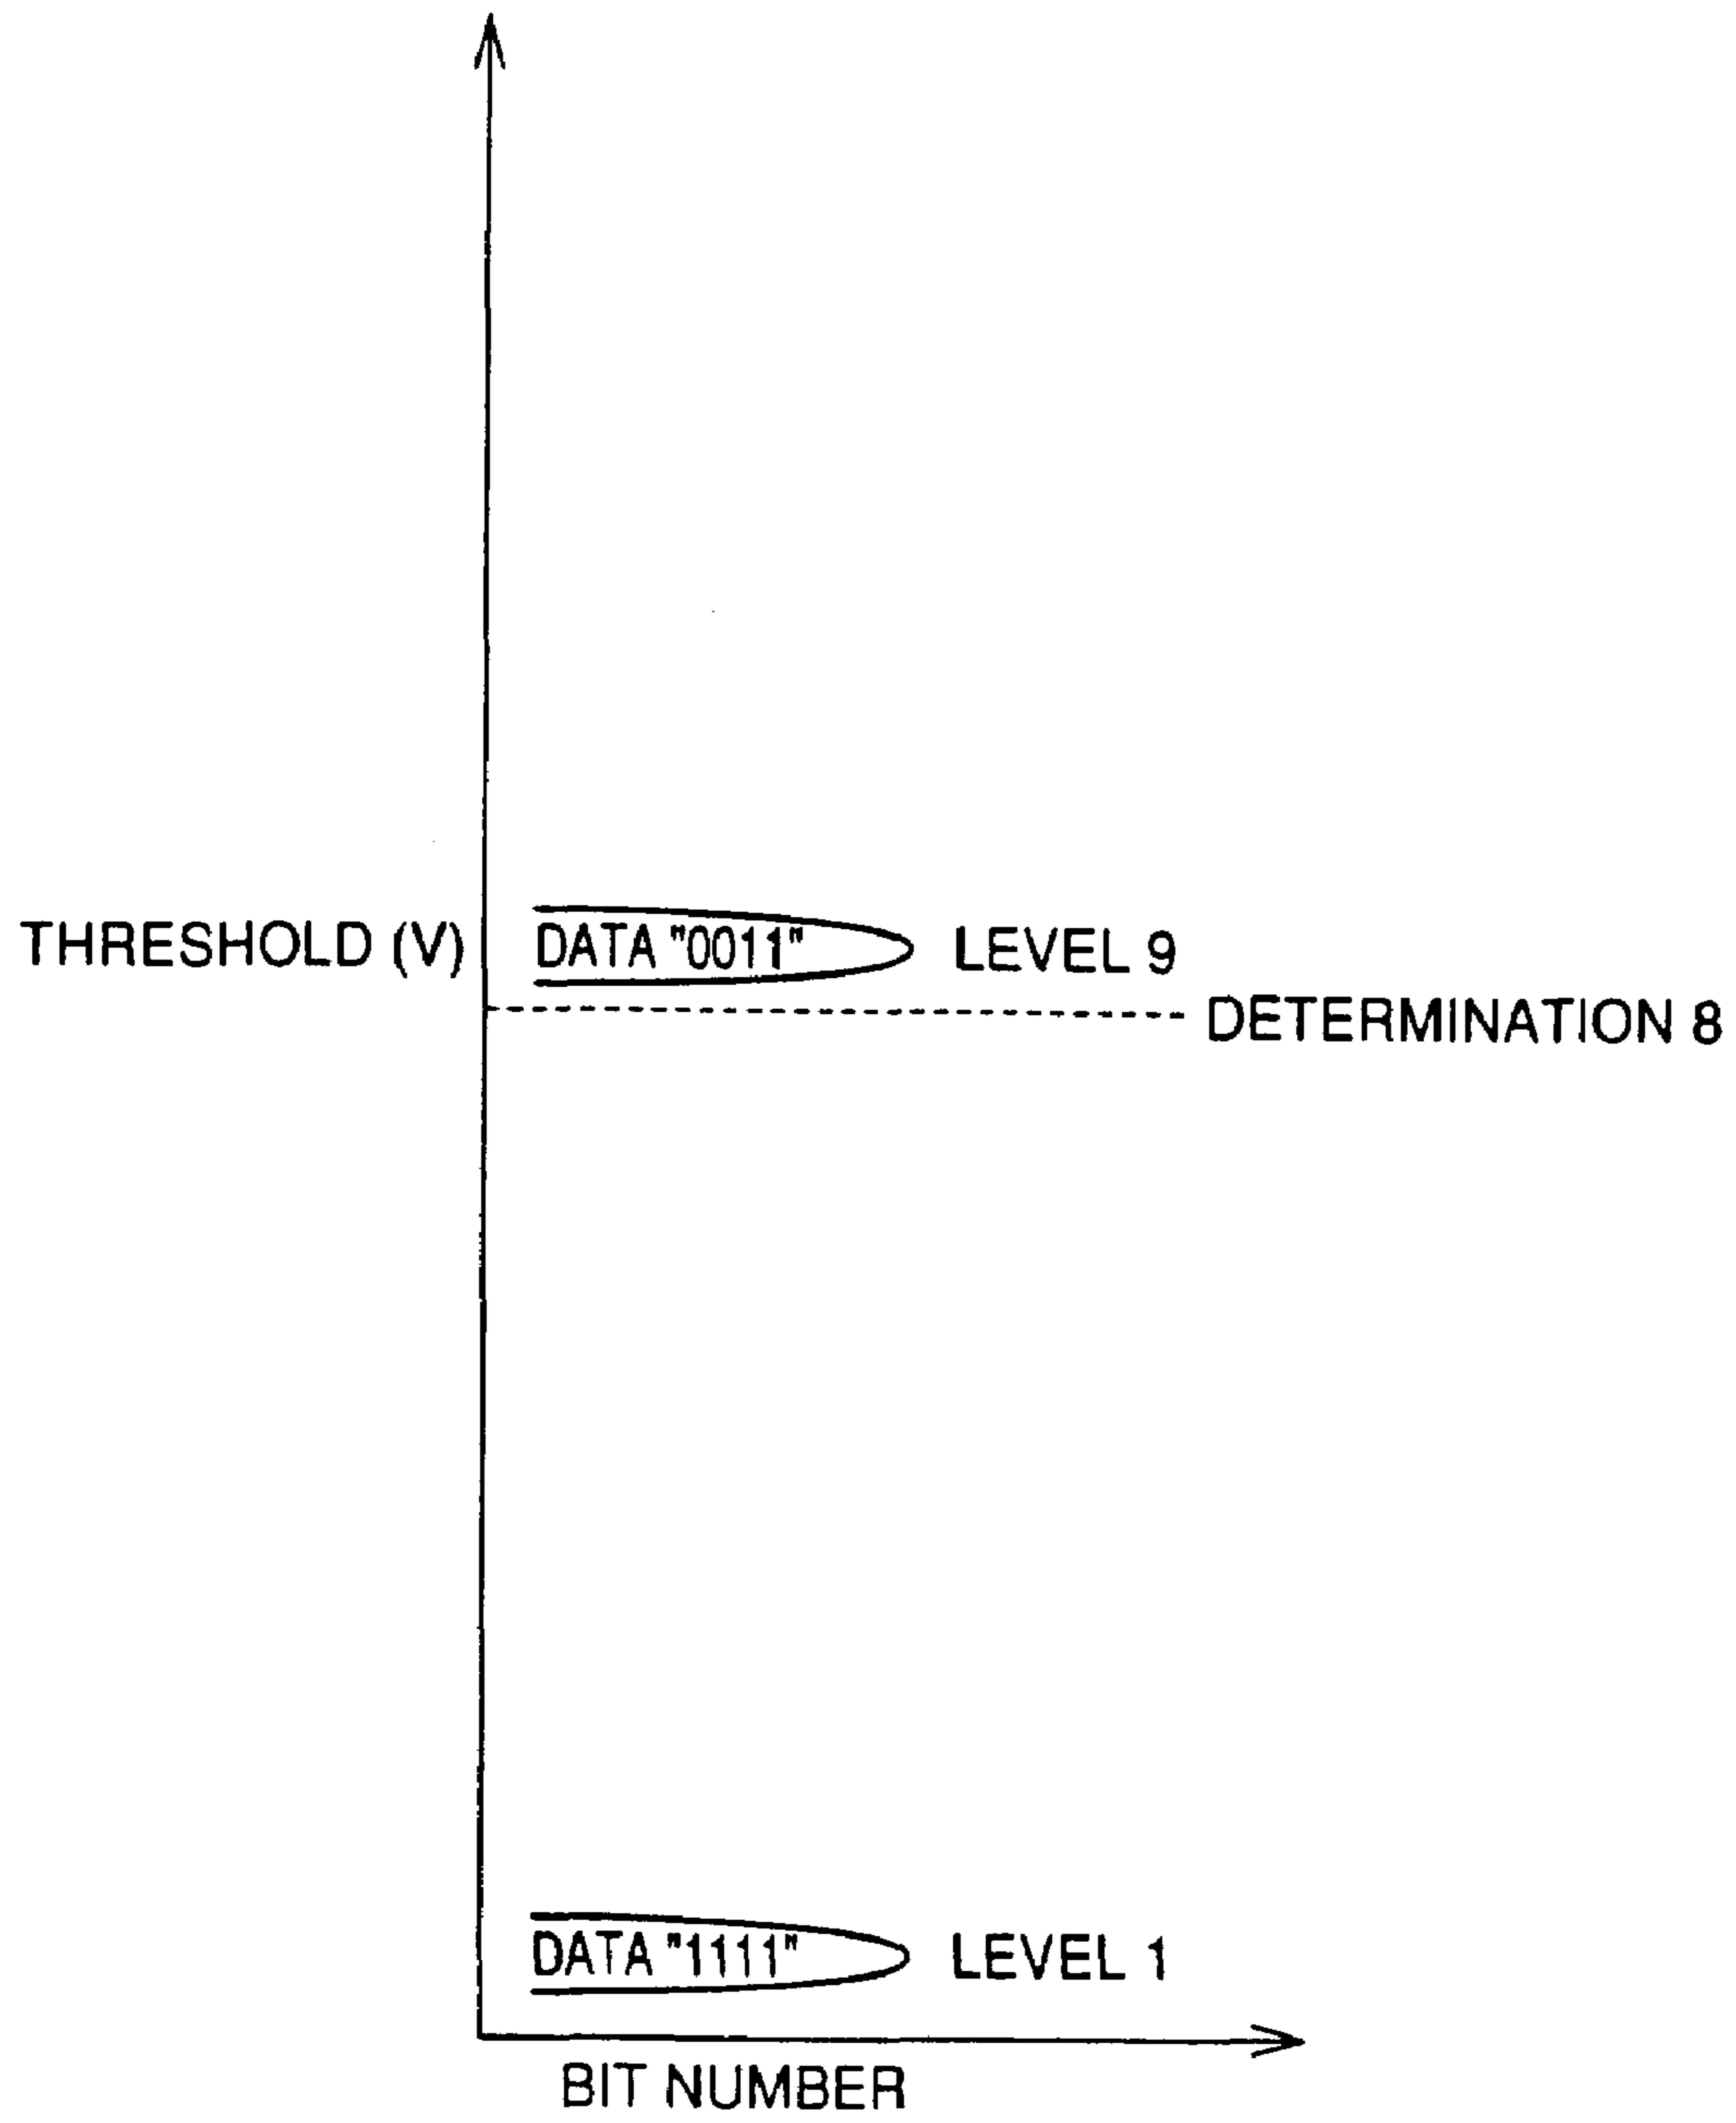 THRESHOLD (V)
DATA "0011" LEVEL 9
DETERMINATION 8
DATA "1111" LEVEL 1
BIT NUMBER